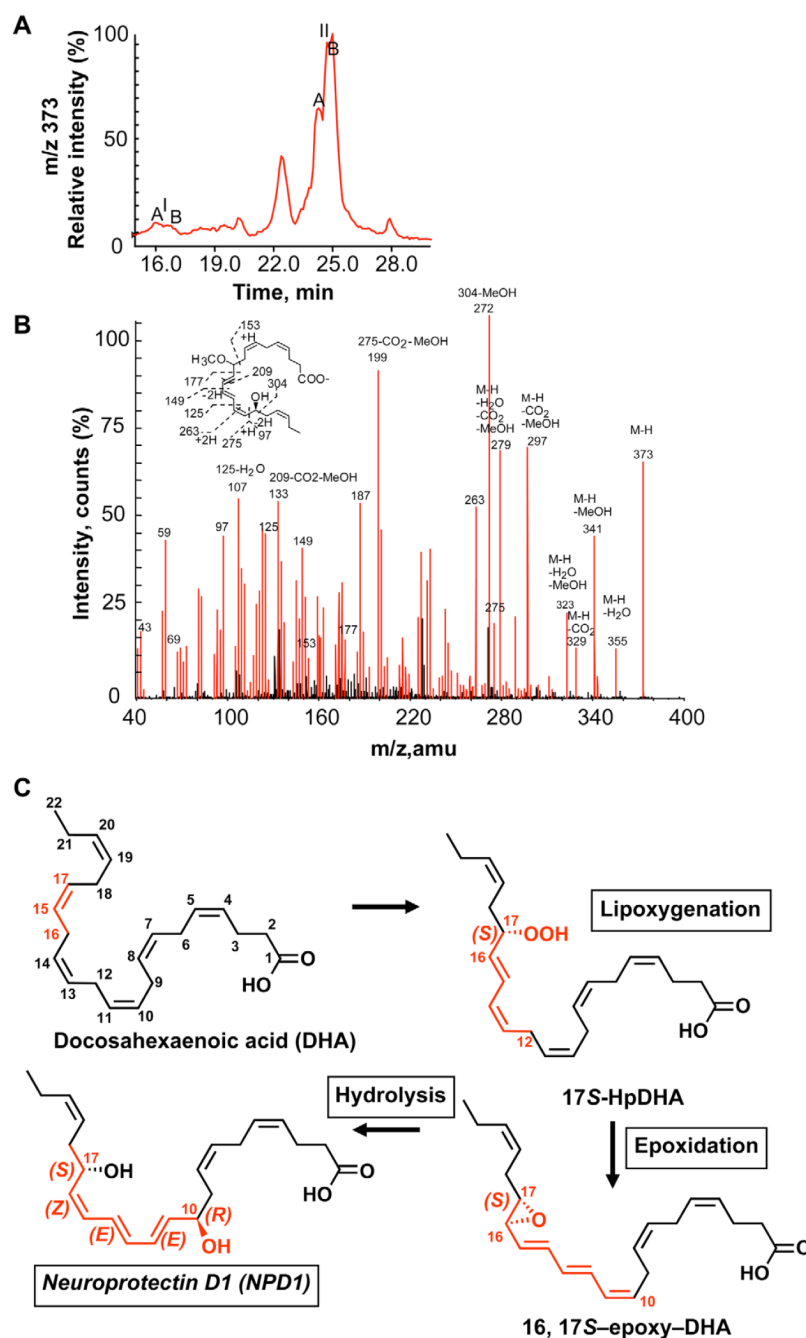 A
m/z 373
Relative intensity (%)
100
50
0
A
I
B
A
II
B
16.0 19.0 22.0 25.0 28.0
Time, min
B
Intensity, counts (%)
100
75
50
25
0
153
+H
H₃CO
177
209
COO⁻
-2H
304
149
OH
125
-2H
263
+2H
275
+H
97
43
59
69
97
125-H₂O
107
125
209-CO2-MeOH
133
149
153
177
187
275-CO₂-MeOH
199
263
304-MeOH
272
275
M-H
-H₂O
-CO₂
-MeOH
279
M-H
-CO₂
-MeOH
297
M-H
-H₂O
-MeOH
323
M-H
-CO₂
329
M-H
-MeOH
341
M-H
-H₂O
355
M-H
373
40 100 160 220 280 340 400
m/z,amu
C
22
21
20
19
18
17
15
16
14
13
12
11
10
9
8
7
6
5
4
3
2
1
O
HO
Docosahexaenoic acid (DHA)
Lipoxygenation
17
(S)
OOH
16
12
O
HO
17S-HpDHA
Epoxidation
(S)
17
O
16
10
O
HO
16, 17S–epoxy–DHA
Hydrolysis
17
(S)
OH
(Z)
(E)
(E)
10
(R)
OH
O
HO
Neuroprotectin D1 (NPD1)